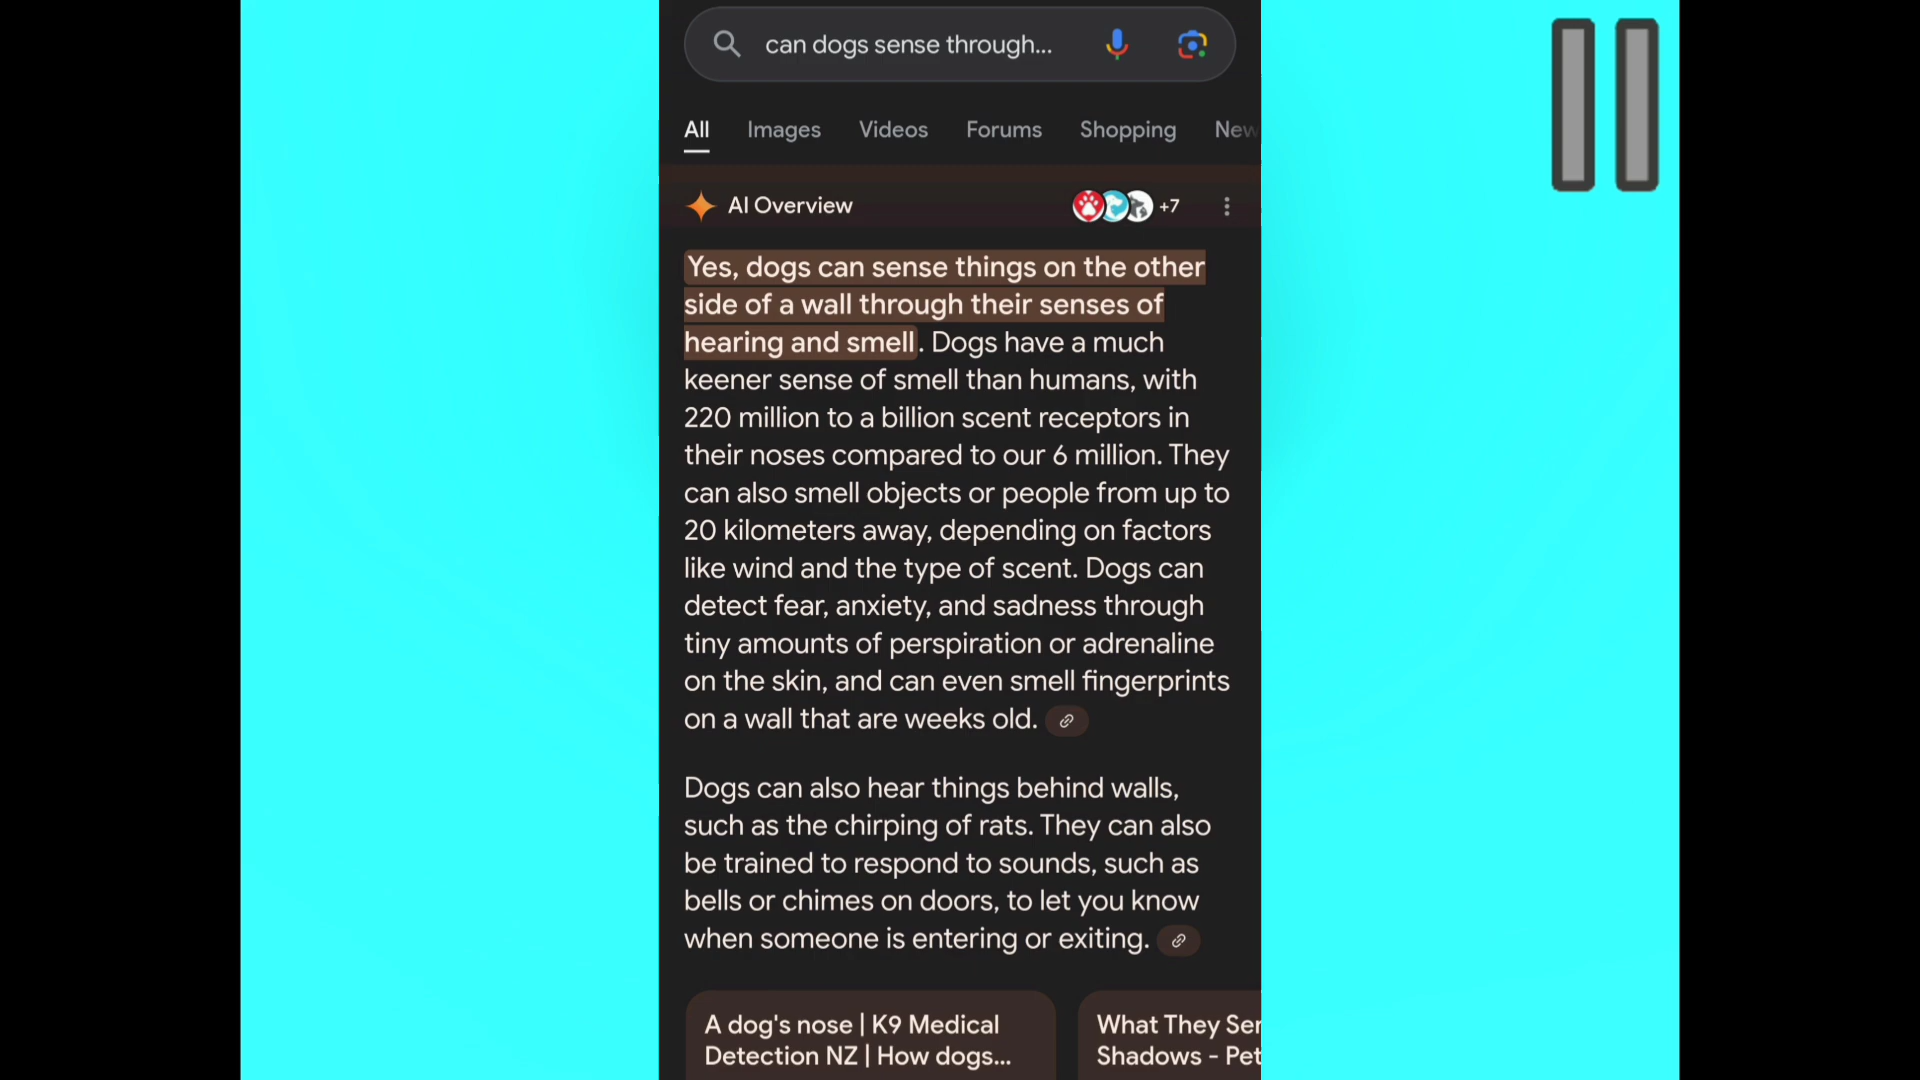 can dogs sense through...
All Images Videos Forums Shopping New
AI Overview +7
Yes, dogs can sense things on the other
side of a wall through their senses of
hearing and smell. Dogs have a much
keener sense of smell than humans, with
220 million to a billion scent receptors in
their noses compared to our 6 million. They
can also smell objects or people from up to
20 kilometers away, depending on factors
like wind and the type of scent. Dogs can
detect fear, anxiety, and sadness through
tiny amounts of perspiration or adrenaline
on the skin, and can even smell fingerprints
on a wall that are weeks old.
Dogs can also hear things behind walls,
such as the chirping of rats. They can also
be trained to respond to sounds, such as
bells or chimes on doors, to let you know
when someone is entering or exiting.
A dog's nose | K9 Medical
Detection NZ | How dogs...
What They Ser
Shadows - Pet